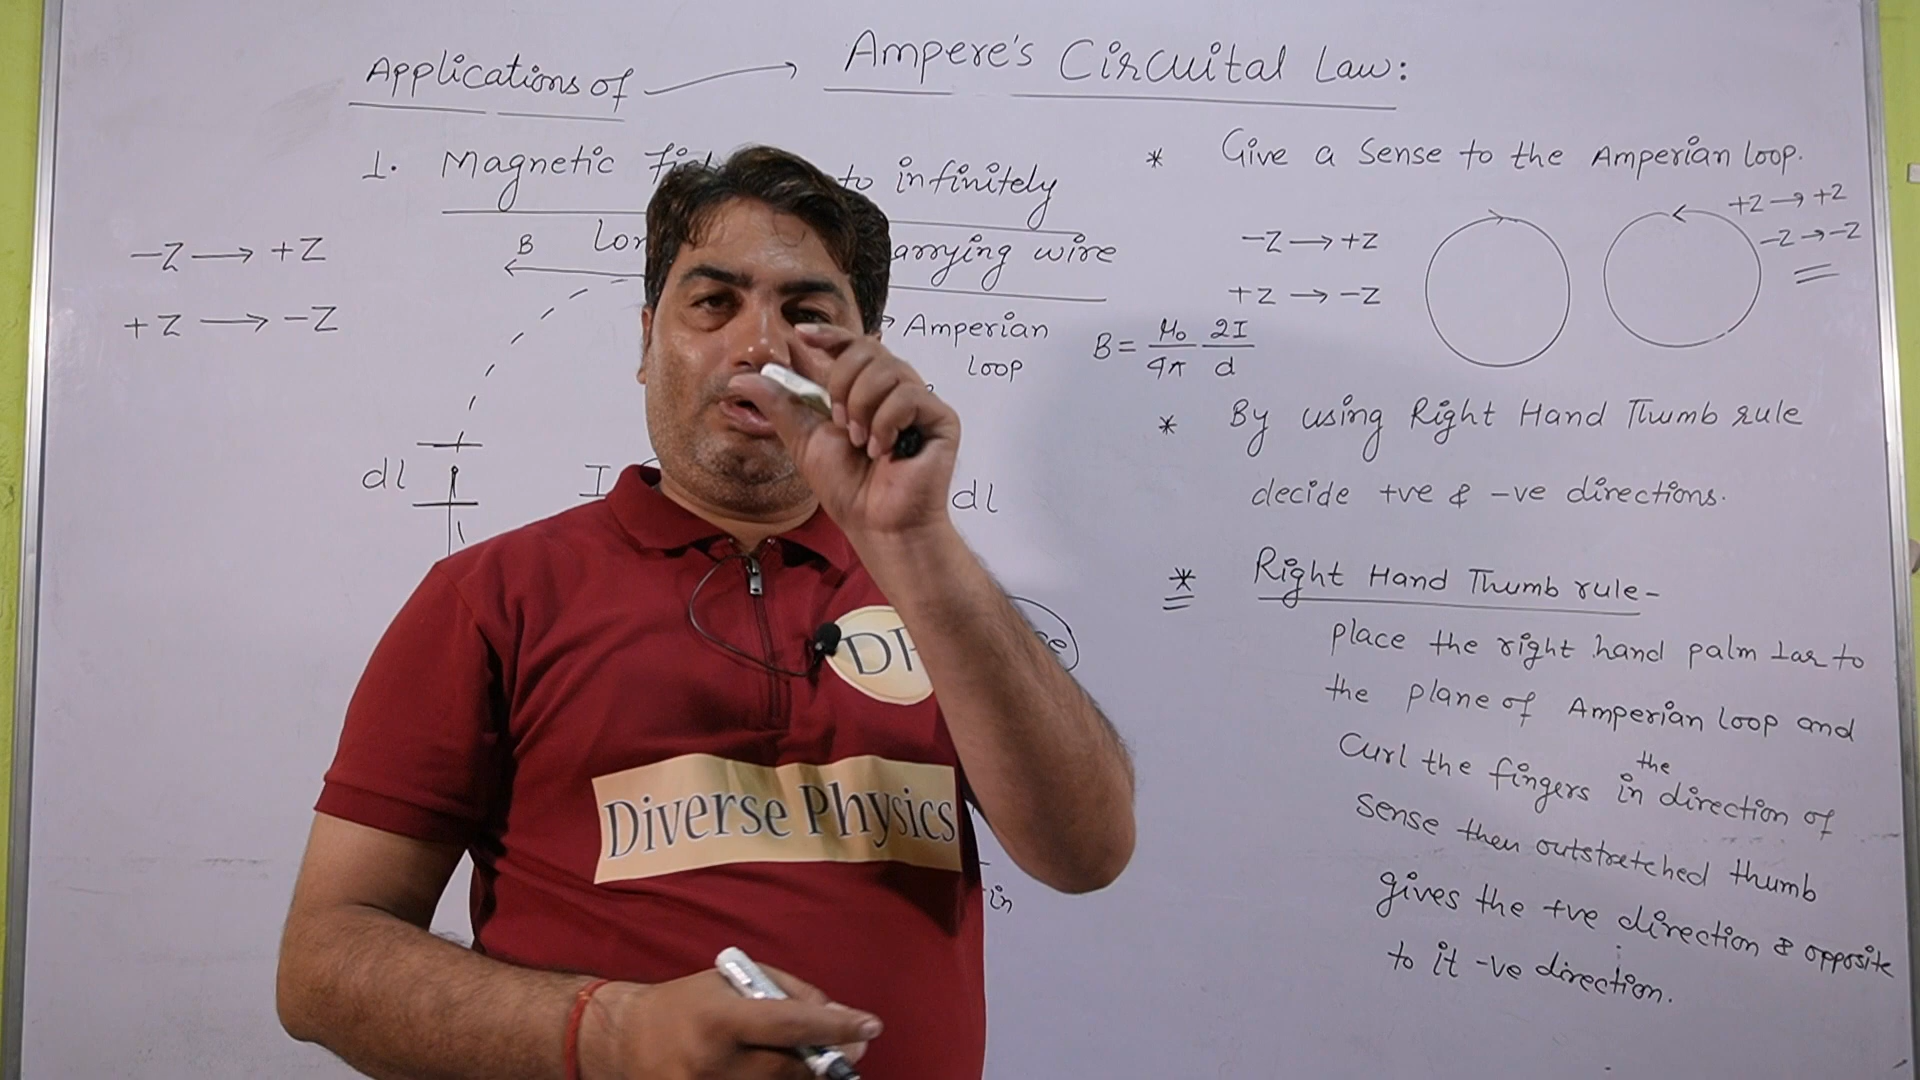 Applications of → Ampere's Circuital Law:
1. Magnetic to infinitely
arrying wire
B
-Z → +Z
+Z → -Z
Amperian
loop
dl
I
dl
in
* Give a Sense to the Amperian loop.
-Z → +Z
+Z → -Z
+Z → +Z
-Z → -Z
B = μ₀/4π 2I/d
* By using Right Hand Thumb rule
decide +ve & -ve directions.
* Right Hand Thumb rule-
place the right hand palm ⊥ar to
the plane of Amperian loop and
Curl the fingers in the direction of
sense then outstretched thumb
gives the +ve direction & opposite
to it -ve direction.
Diverse Physics